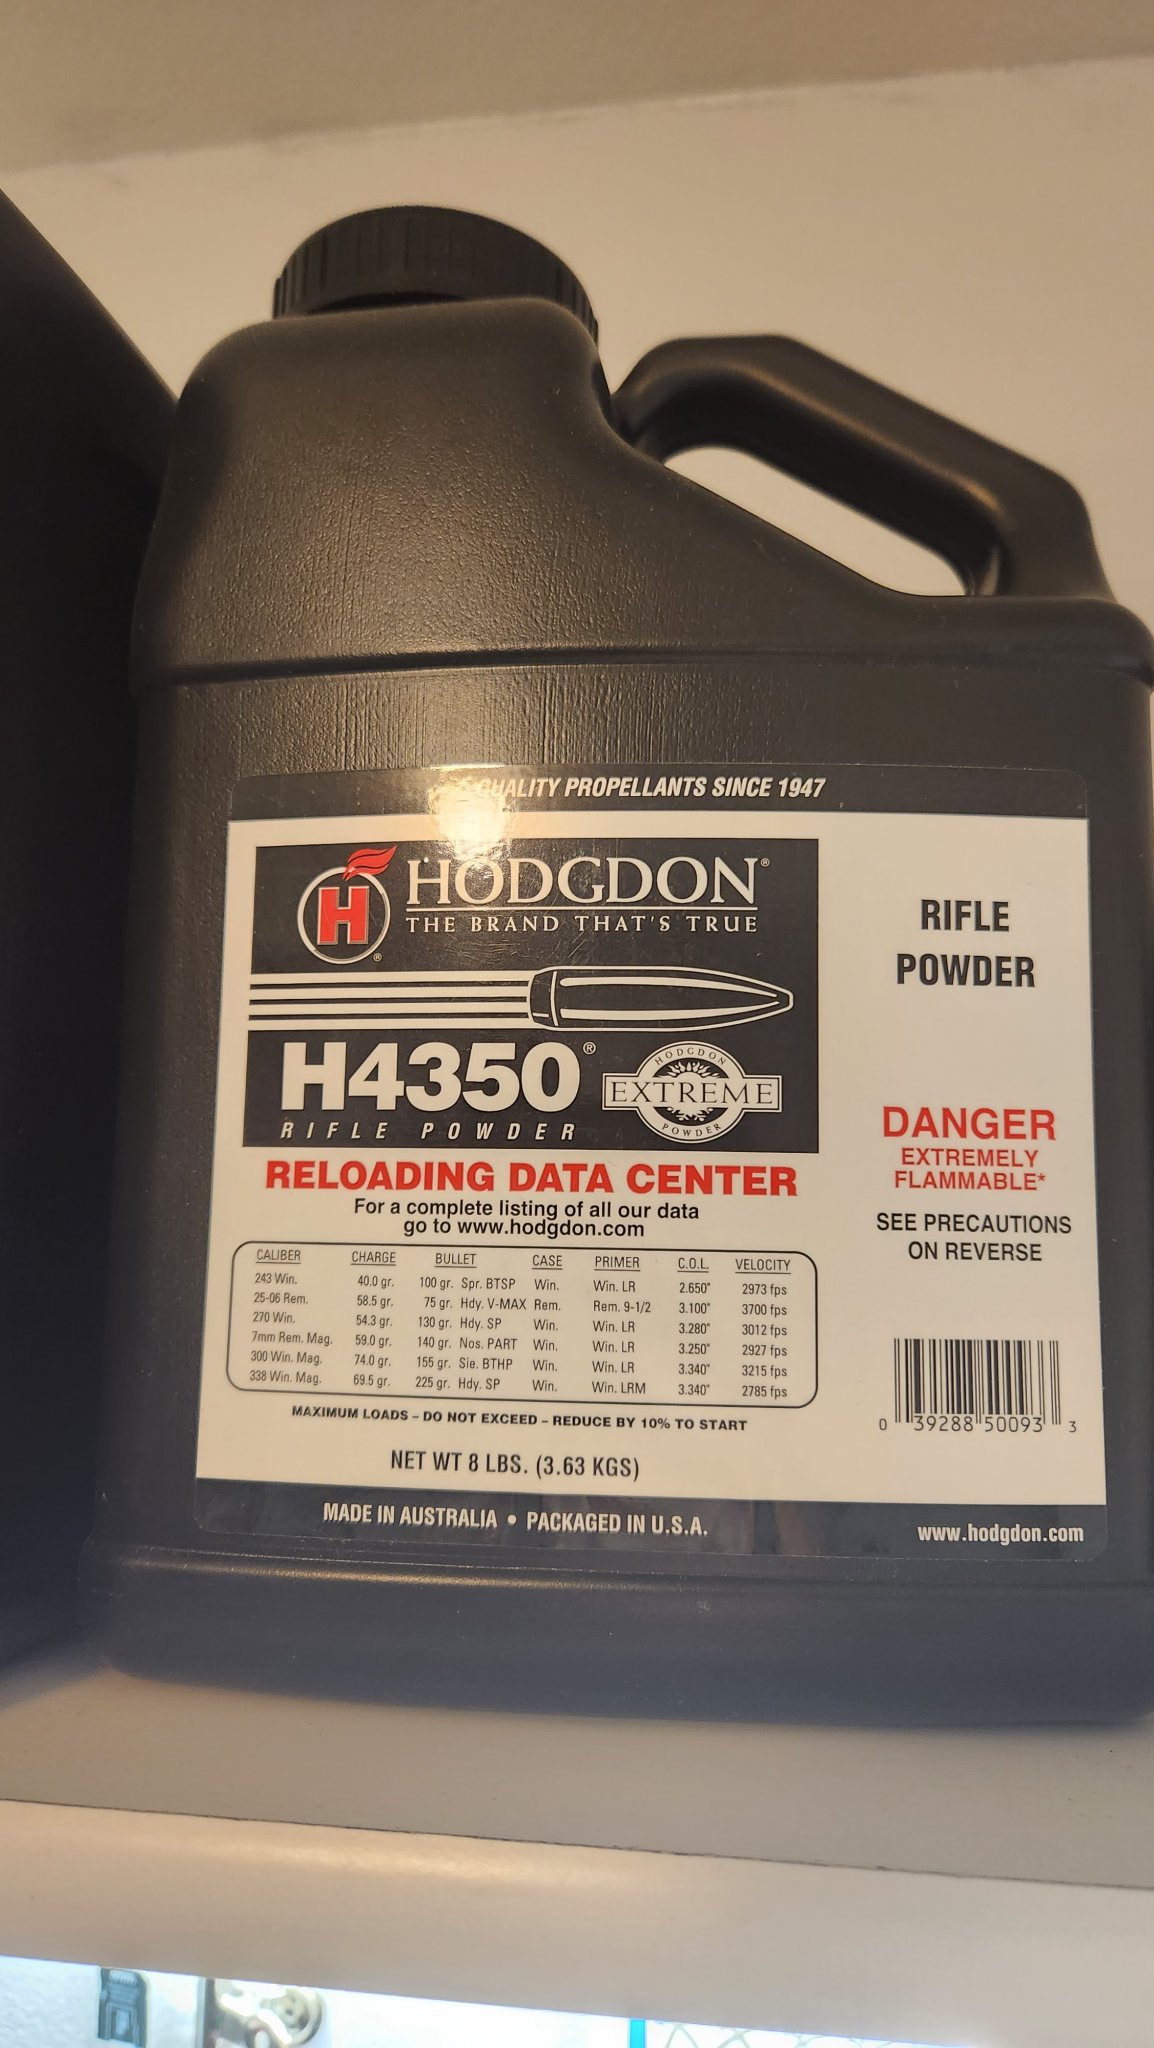 QUALITY PROPELLANTS SINCE 1947
H HODGDON®
THE BRAND THAT'S TRUE
®
H4350®
RIFLE POWDER
HODGDON
EXTREME
POWDER
RELOADING DATA CENTER
For a complete listing of all our data
go to www.hodgdon.com
CALIBER CHARGE BULLET CASE PRIMER C.O.L. VELOCITY
243 Win. 40.0 gr. 100 gr. Spr. BTSP Win. Win. LR 2.650" 2973 fps
25-06 Rem. 58.5 gr. 75 gr. Hdy. V-MAX Rem. Rem. 9-1/2 3.100" 3700 fps
270 Win. 54.3 gr. 130 gr. Hdy. SP Win. Win. LR 3.280" 3012 fps
7mm Rem. Mag. 59.0 gr. 140 gr. Nos. PART Win. Win. LR 3.250" 2927 fps
300 Win. Mag. 74.0 gr. 155 gr. Sie. BTHP Win. Win. LR 3.340" 3215 fps
338 Win. Mag. 69.5 gr. 225 gr. Hdy. SP Win. Win. LRM 3.340" 2785 fps
MAXIMUM LOADS – DO NOT EXCEED – REDUCE BY 10% TO START
NET WT 8 LBS. (3.63 KGS)
MADE IN AUSTRALIA • PACKAGED IN U.S.A.
RIFLE
POWDER
DANGER
EXTREMELY
FLAMMABLE*
SEE PRECAUTIONS
ON REVERSE
0 39288 50093 3
www.hodgdon.com